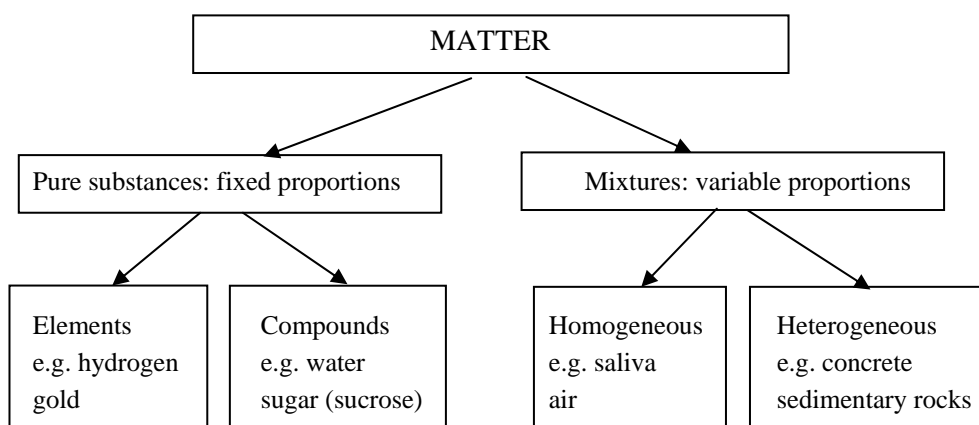 MATTER
Pure substances: fixed proportions
Mixtures: variable proportions
Elements
e.g. hydrogen
gold
Compounds
e.g. water
sugar (sucrose)
Homogeneous
e.g. saliva
air
Heterogeneous
e.g. concrete
sedimentary rocks